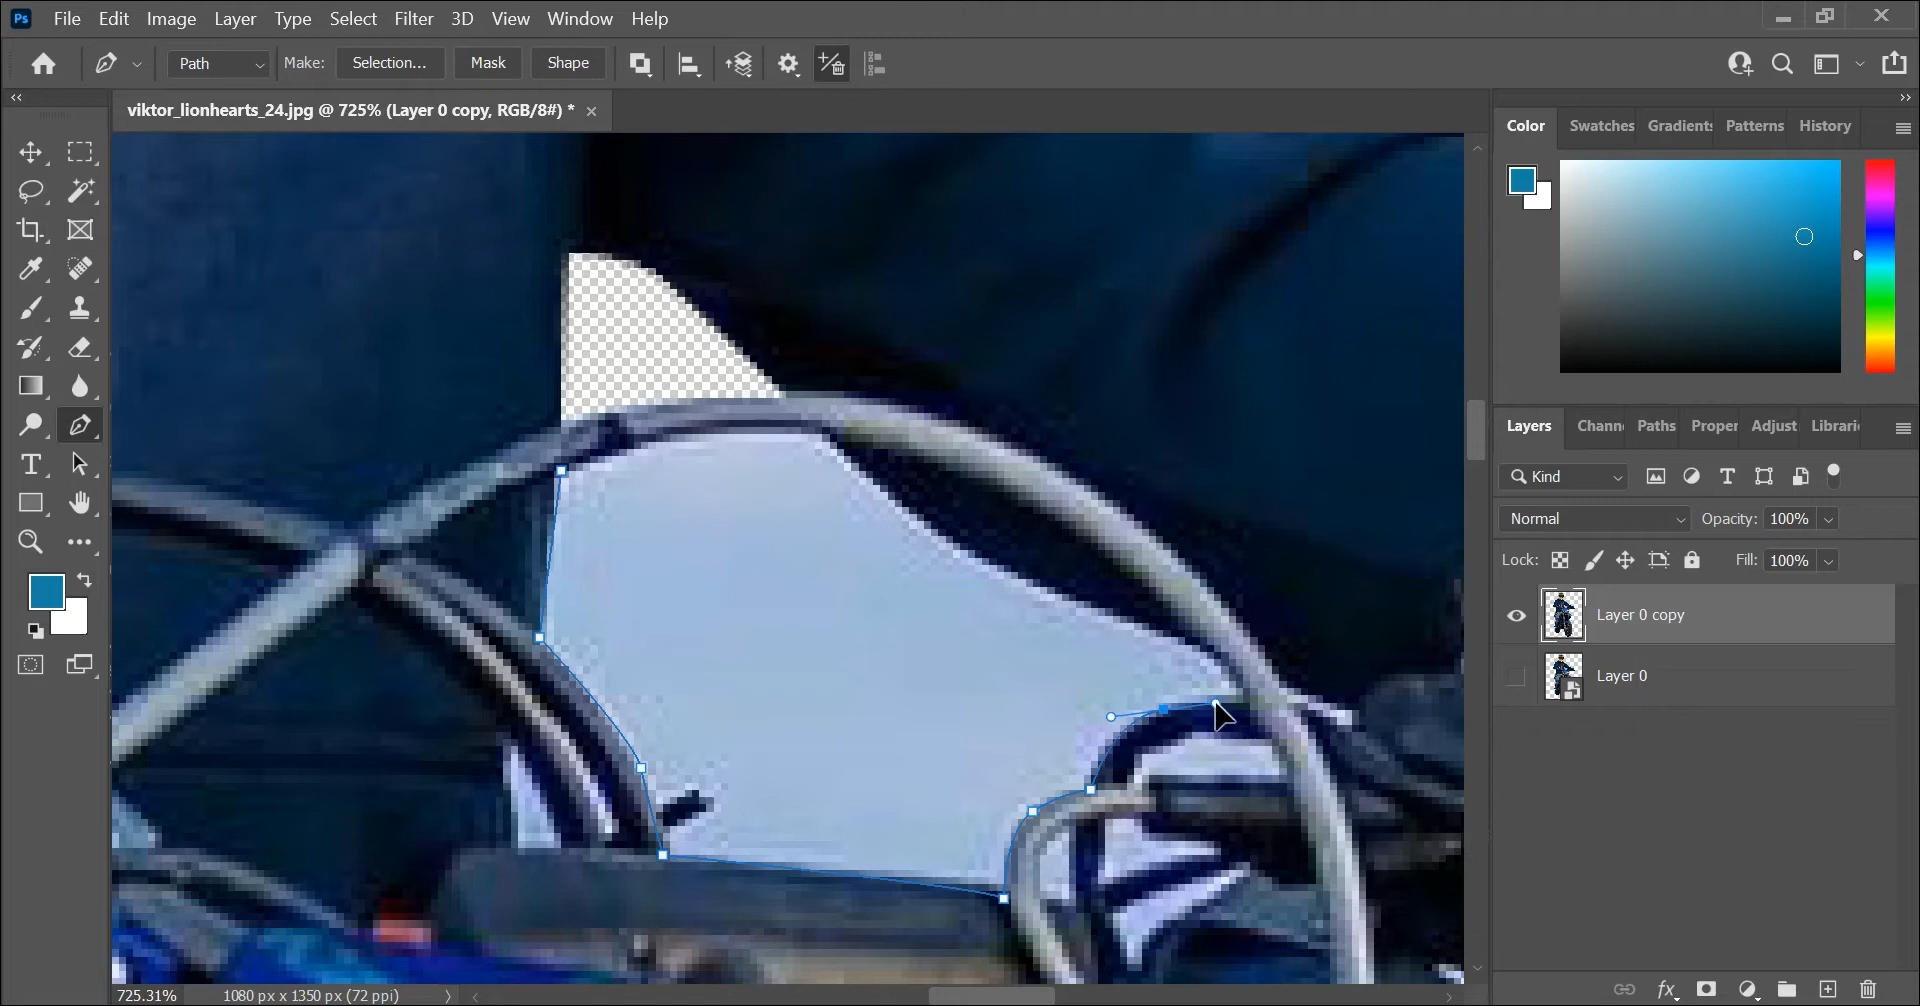 Ps File Edit Image Layer Type Select Filter 3D View Window Help
Path Make: Selection... Mask Shape
viktor_lionhearts_24.jpg @ 725% (Layer 0 copy, RGB/8#) *
Color Swatches Gradients Patterns History
Layers Chann Paths Proper Adjust Librari
Kind
Normal Opacity: 100%
Lock: Fill: 100%
Layer 0 copy
Layer 0
fx
725.31% 1080 px x 1350 px (72 ppi)